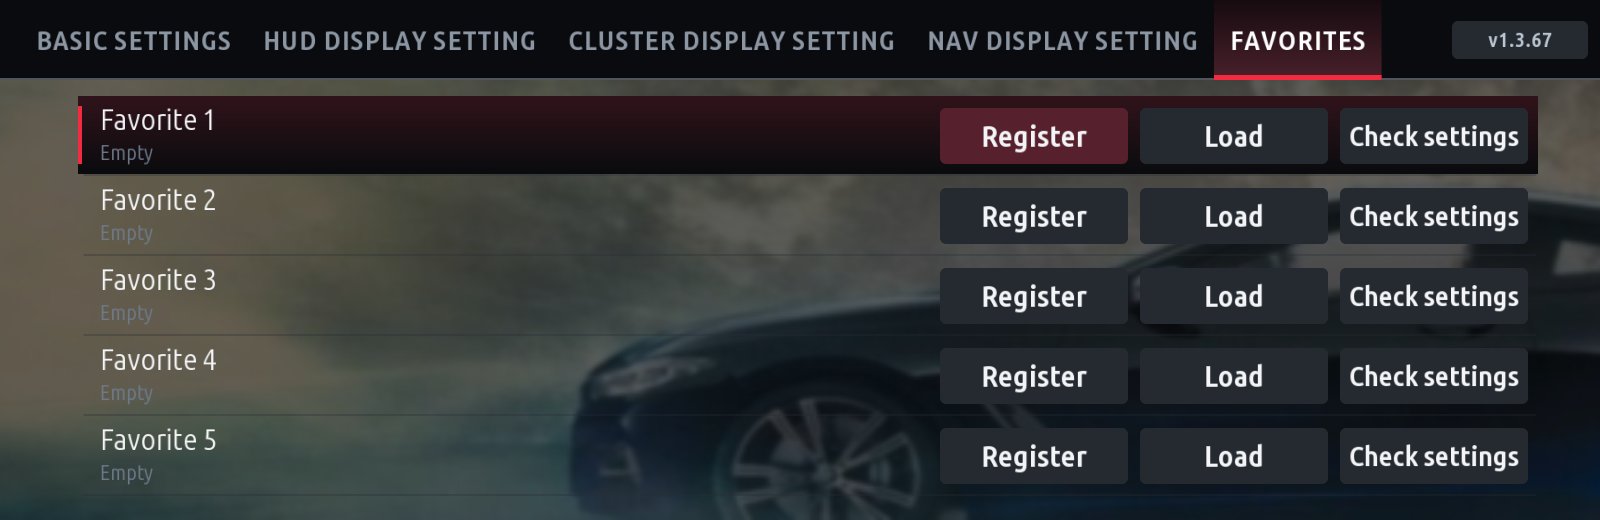 BASIC SETTINGS HUD DISPLAY SETTING CLUSTER DISPLAY SETTING NAV DISPLAY SETTING FAVORITES v1.3.67
Favorite 1
Empty
Register Load Check settings
Favorite 2
Empty
Register Load Check settings
Favorite 3
Empty
Register Load Check settings
Favorite 4
Empty
Register Load Check settings
Favorite 5
Empty
Register Load Check settings